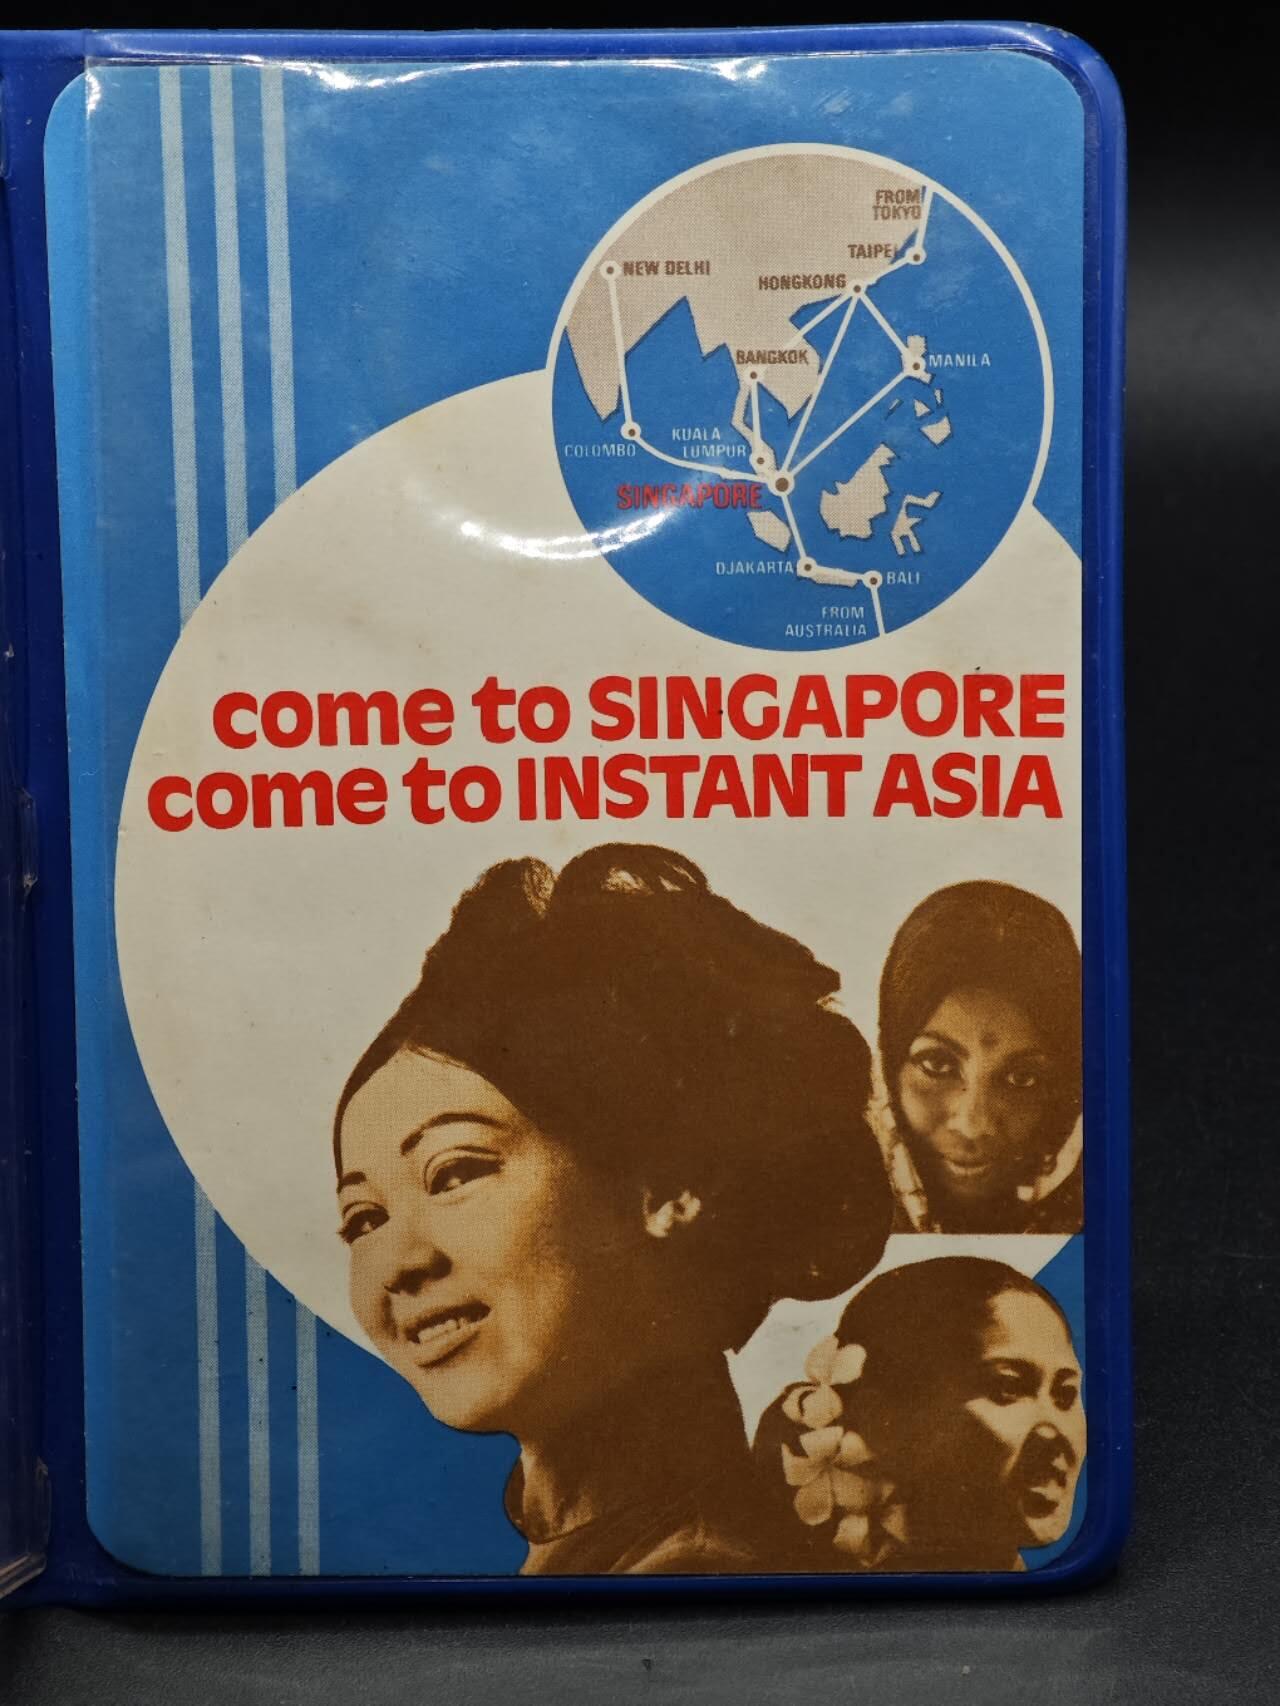 FROM
TOKYO
TAIPEI
NEW DELHI
HONGKONG
BANGKOK
MANILA
COLOMBO
KUALA
LUMPUR
SINGAPORE
DJAKARTA
BALI
FROM
AUSTRALIA
come to SINGAPORE
come to INSTANT ASIA